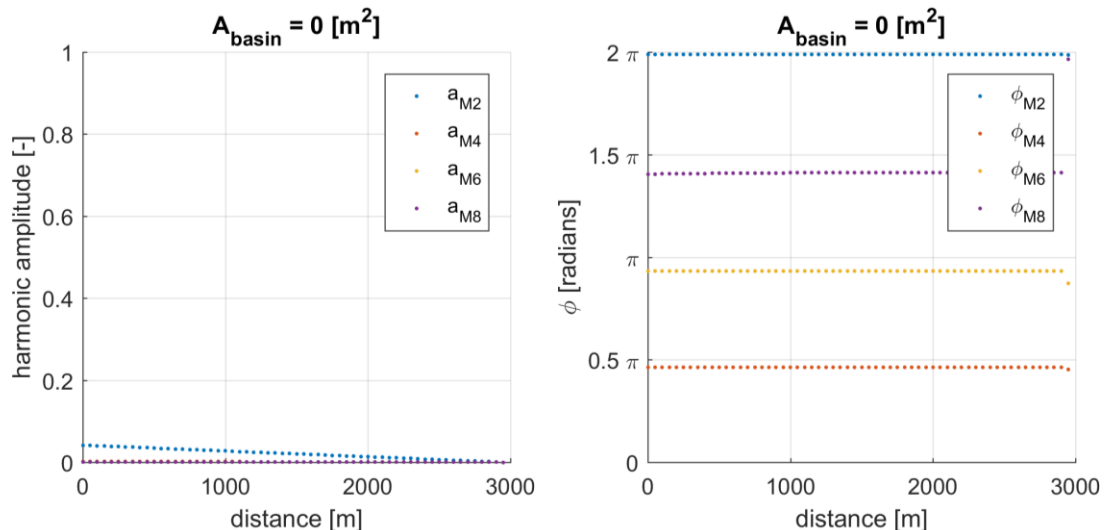 A_basin = 0 [m^2]
1
0.8
0.6
0.4
0.2
0
harmonic amplitude [-]
a_M2
a_M4
a_M6
a_M8
0
1000
2000
3000
distance [m]
A_basin = 0 [m^2]
2 π
1.5 π
π
0.5 π
0
ϕ [radians]
ϕ_M2
ϕ_M4
ϕ_M6
ϕ_M8
0
1000
2000
3000
distance [m]